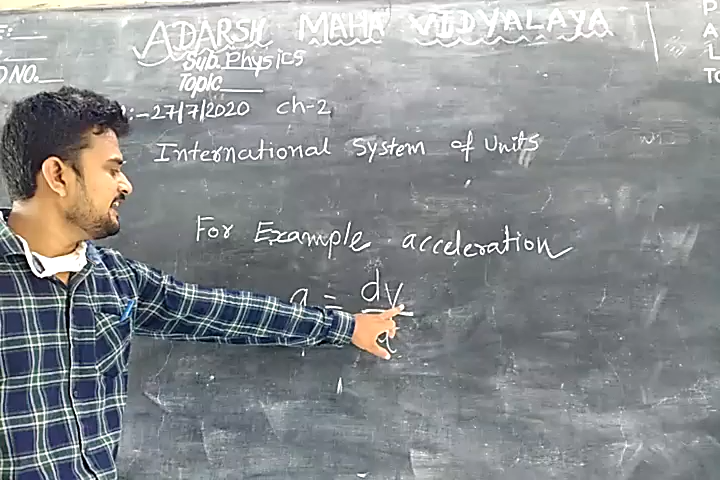 ADARSH MAHA VIDYALAYA
Sub. Physics
Topic
:-27/7/2020 ch-2
International System of Units
For Example acceleration
a = dv